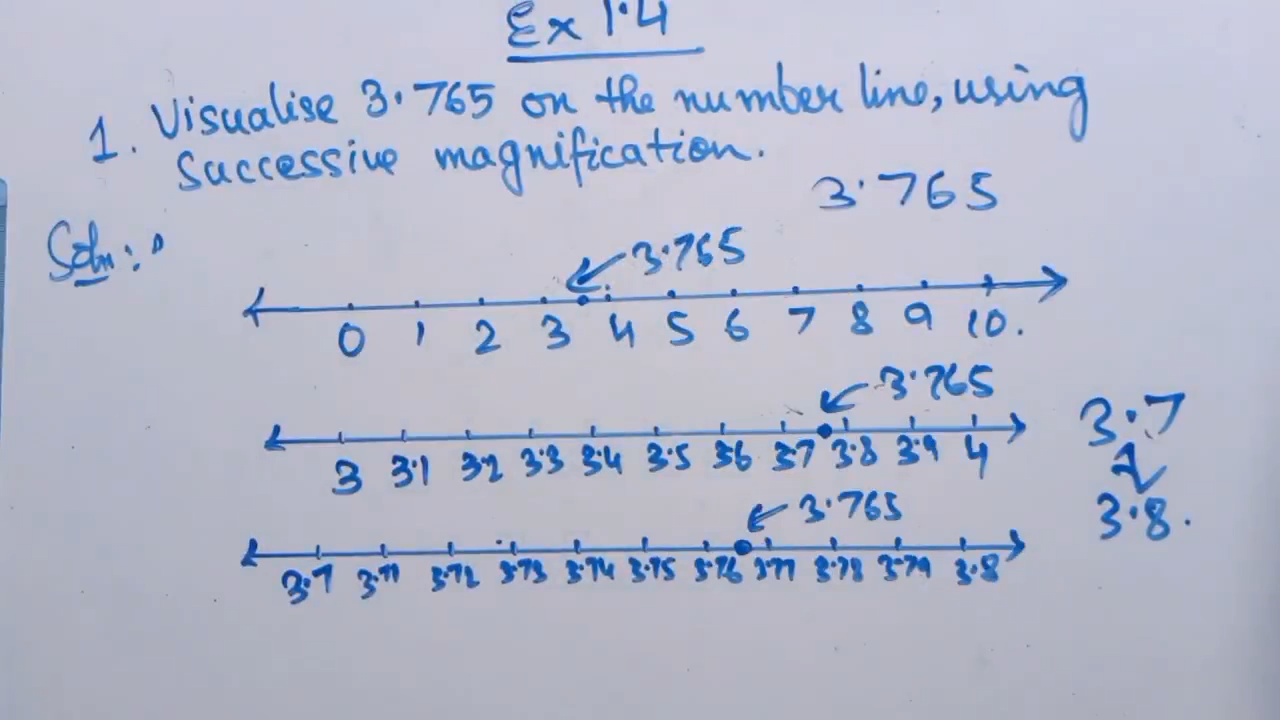 Ex 1.4
1. Visualise 3.765 on the number line, using
Successive magnification.
3.765
Soln:
3.765
0 1 2 3 4 5 6 7 8 9 10.
3.765
3 3.1 3.2 3.3 3.4 3.5 3.6 3.7 3.8 3.9 4
3.7
&
3.8.
3.765
3.7 3.71 3.72 3.73 3.74 3.75 3.76 3.77 3.78 3.79 3.8